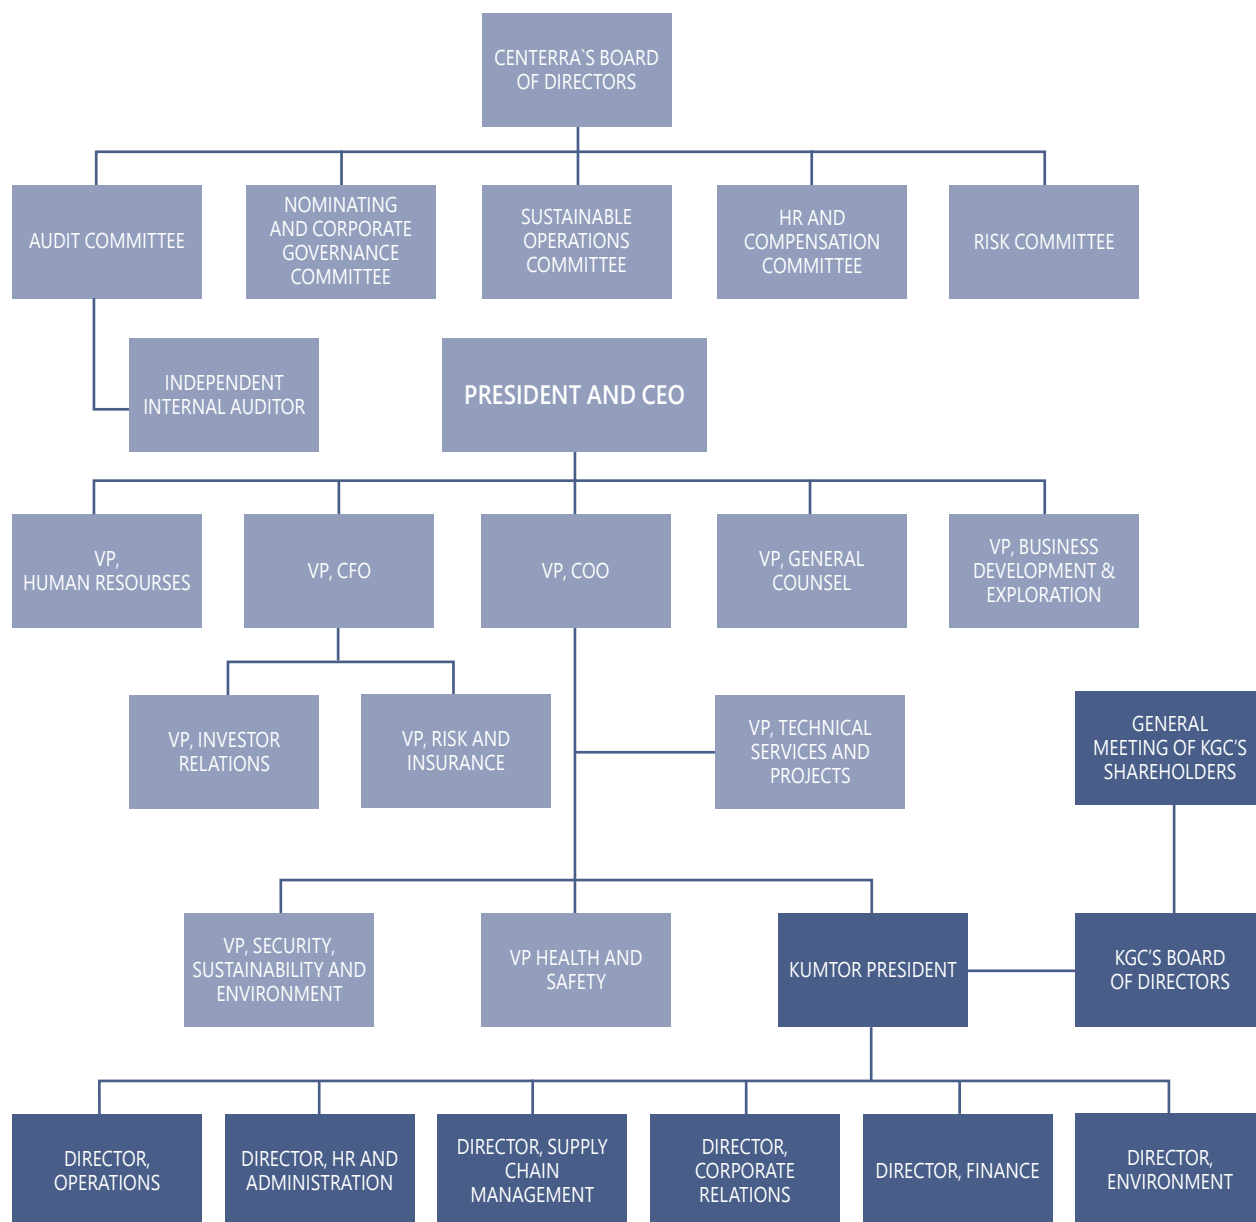 CENTERRA`S BOARD
OF DIRECTORS
AUDIT COMMITTEE
NOMINATING
AND CORPORATE
GOVERNANCE
COMMITTEE
SUSTAINABLE
OPERATIONS
COMMITTEE
HR AND
COMPENSATION
COMMITTEE
RISK COMMITTEE
INDEPENDENT
INTERNAL AUDITOR
PRESIDENT AND CEO
VP,
HUMAN RESOURSES
VP, CFO
VP, COO
VP, GENERAL
COUNSEL
VP, BUSINESS
DEVELOPMENT &
EXPLORATION
VP, INVESTOR
RELATIONS
VP, RISK AND
INSURANCE
VP, TECHNICAL
SERVICES AND
PROJECTS
GENERAL
MEETING OF KGC'S
SHAREHOLDERS
VP, SECURITY,
SUSTAINABILITY AND
ENVIRONMENT
VP HEALTH AND
SAFETY
KUMTOR PRESIDENT
KGC'S BOARD
OF DIRECTORS
DIRECTOR,
OPERATIONS
DIRECTOR, HR AND
ADMINISTRATION
DIRECTOR, SUPPLY
CHAIN
MANAGEMENT
DIRECTOR,
CORPORATE
RELATIONS
DIRECTOR, FINANCE
DIRECTOR,
ENVIRONMENT